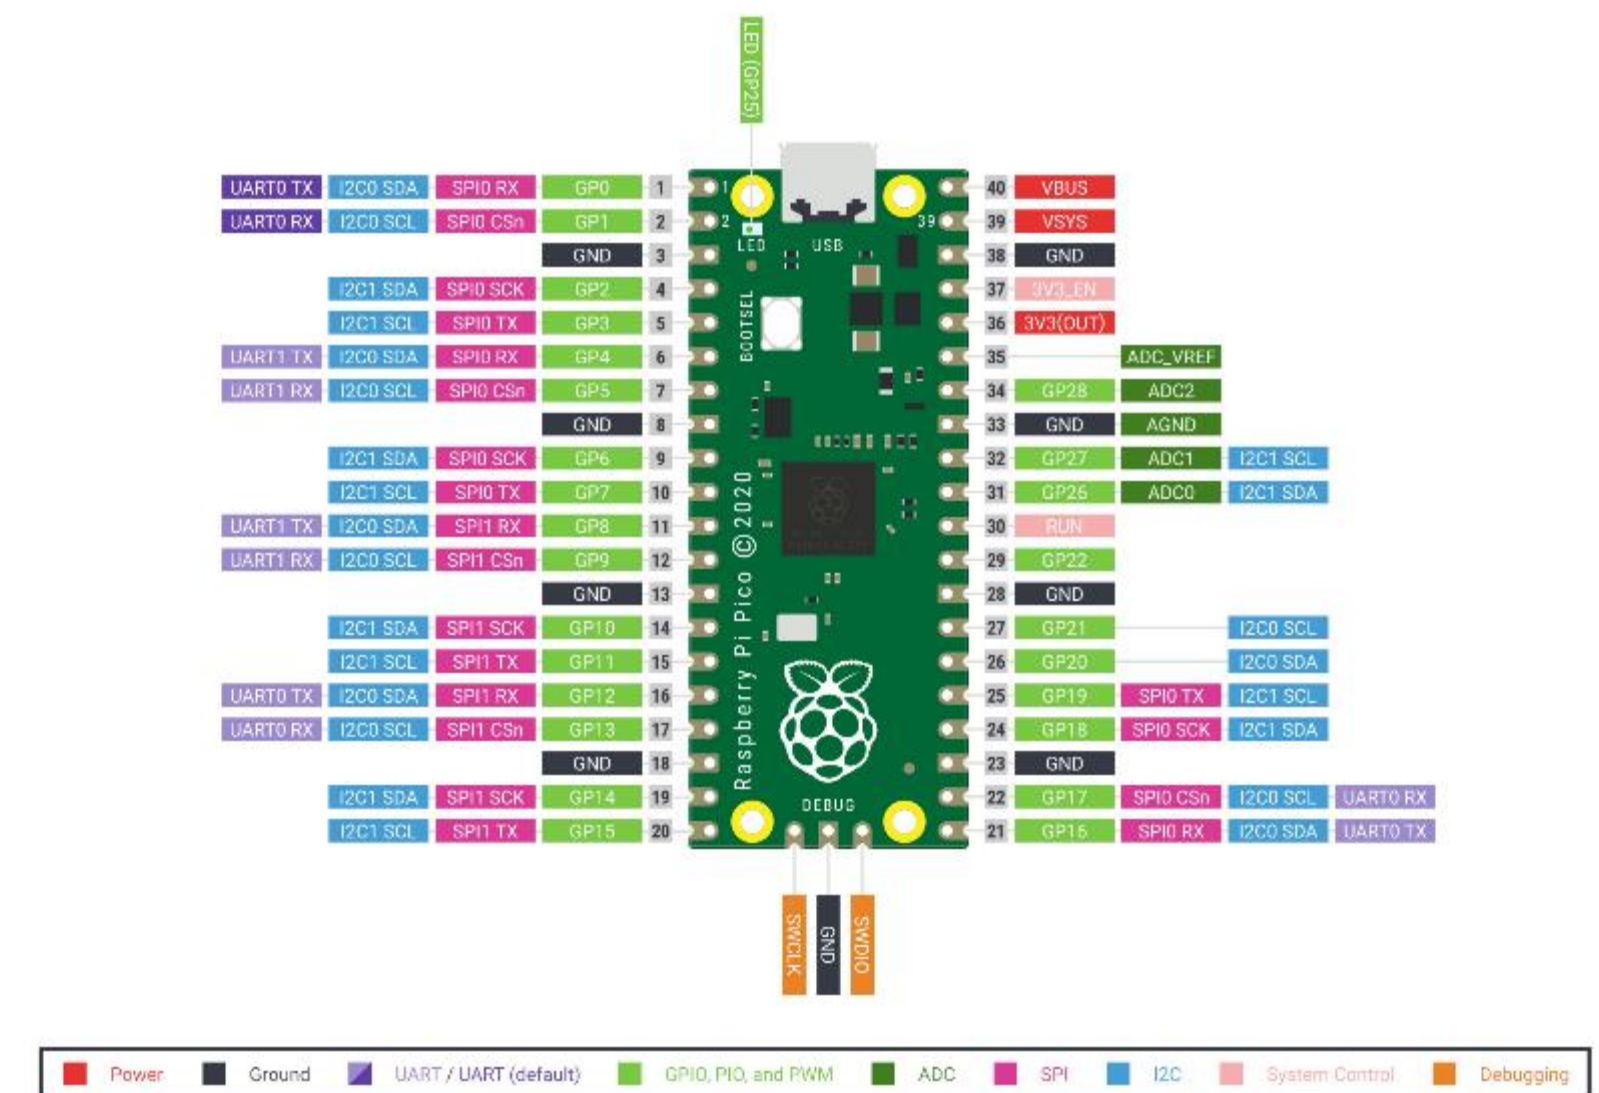 LED (GP25)
UART0 TX I2C0 SDA SPI0 RX GP0 1 1 40 VBUS
UART0 RX I2C0 SCL SPI0 CSn GP1 2 2 39 39 VSYS
LED USB
GND 3 38 GND
I2C1 SDA SPI0 SCK GP2 4 37 3V3_EN
I2C1 SCL SPI0 TX GP3 5 36 3V3(OUT)
BOOTSEL
UART1 TX I2C0 SDA SPI0 RX GP4 6 35 ADC_VREF
UART1 RX I2C0 SCL SPI0 CSn GP5 7 34 GP28 ADC2
GND 8 33 GND AGND
I2C1 SDA SPI0 SCK GP6 9 32 GP27 ADC1 I2C1 SCL
I2C1 SCL SPI0 TX GP7 10 31 GP26 ADC0 I2C1 SDA
UART1 TX I2C0 SDA SPI1 RX GP8 11 30 RUN
UART1 RX I2C0 SCL SPI1 CSn GP9 12 29 GP22
GND 13 28 GND
Raspberry Pi Pico © 2020
I2C1 SDA SPI1 SCK GP10 14 27 GP21 I2C0 SCL
I2C1 SCL SPI1 TX GP11 15 26 GP20 I2C0 SDA
UART0 TX I2C0 SDA SPI1 RX GP12 16 25 GP19 SPI0 TX I2C1 SCL
UART0 RX I2C0 SCL SPI1 CSn GP13 17 24 GP18 SPI0 SCK I2C1 SDA
GND 18 23 GND
I2C1 SDA SPI1 SCK GP14 19 22 GP17 SPI0 CSn I2C0 SCL UART0 RX
DEBUG
I2C1 SCL SPI1 TX GP15 20 21 GP16 SPI0 RX I2C0 SDA UART0 TX
SWCLK GND SWDIO
Power Ground UART / UART (default) GPIO, PIO, and PWM ADC SPI I2C System Control Debugging